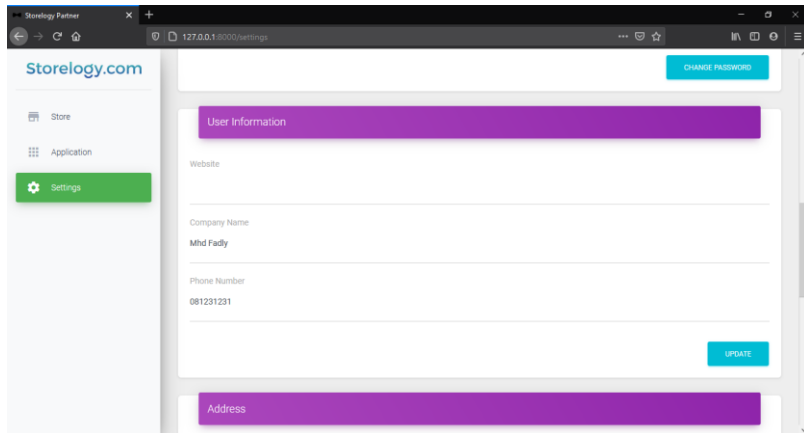 Storelogy Partner
127.0.0.1:8000/settings
Storelogy.com
CHANGE PASSWORD
Store
Application
Settings
User Information
Website
Company Name
Mhd Fadly
Phone Number
081231231
UPDATE
Address